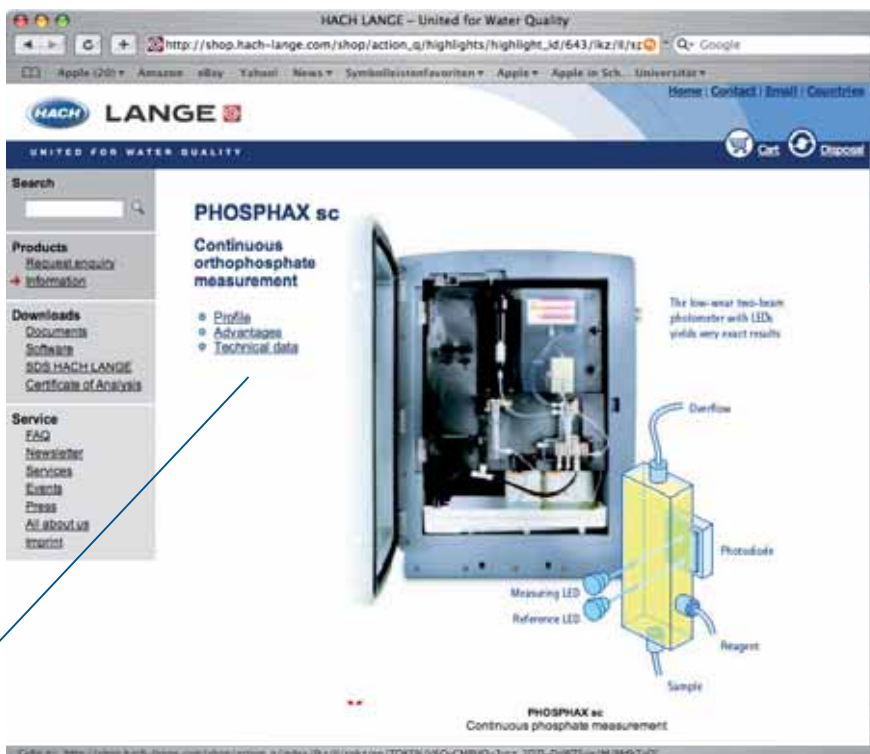 HACH LANGE – United for Water Quality
http://shop.hach-lange.com/shop/action_q/highlights/highlight_id/643/lkz/il/
Google
Apple (20) Amazon eBay Yahoo! News Symbolleistenfavoriten Apple Apple in Sch. Universität
Home | Contact | Email | Countries
HACH LANGE
UNITED FOR WATER QUALITY
Cart Disposal
Search
Products
Request enquiry
Information
Downloads
Documents
Software
SDS HACH LANGE
Certificate of Analysis
Service
FAQ
Newsletter
Services
Events
Press
All about us
Imprint
PHOSPHAX sc
Continuous
orthophosphate
measurement
Profile
Advantages
Technical data
The low-wear two-beam
photometer with LEDs
yields very exact results
Overflow
Photodiode
Measuring LED
Reference LED
Reagent
Sample
PHOSPHAX sc
Continuous phosphate measurement